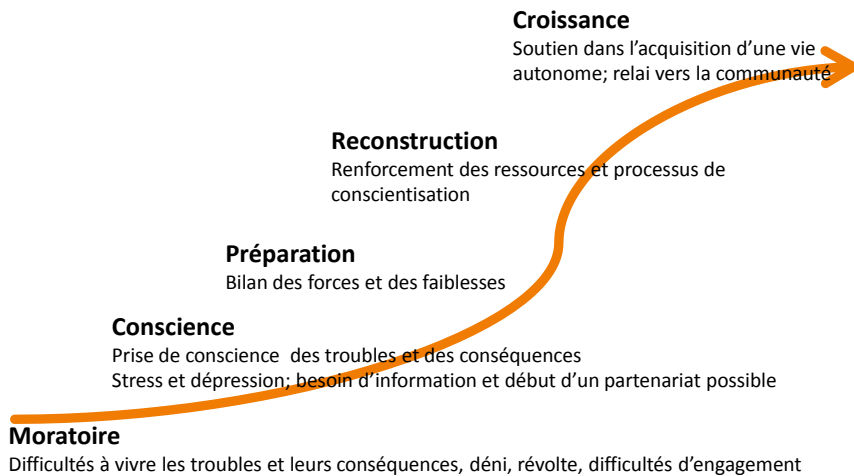 Croissance
Soutien dans l’acquisition d’une vie
autonome; relai vers la communauté
Reconstruction
Renforcement des ressources et processus de
conscientisation
Préparation
Bilan des forces et des faiblesses
Conscience
Prise de conscience  des troubles et des conséquences
Stress et dépression; besoin d’information et début d’un partenariat possible
Moratoire
Difficultés à vivre les troubles et leurs conséquences, déni, révolte, difficultés d’engagement